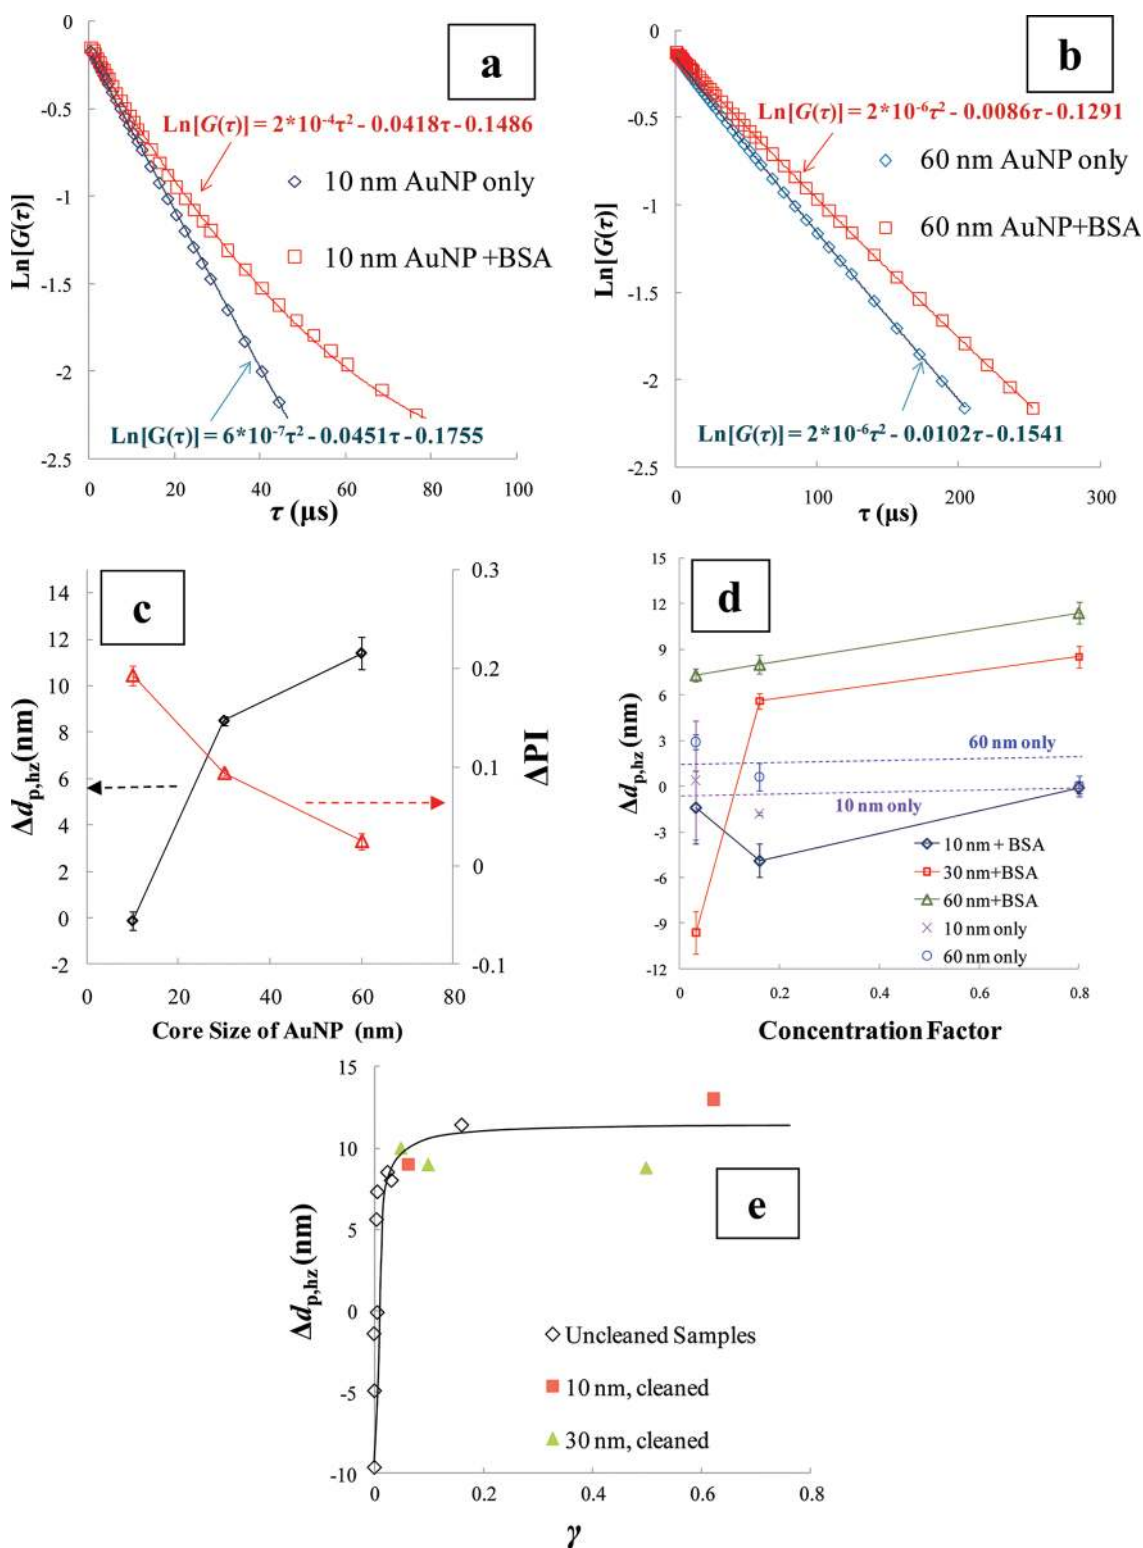 a
Ln[G(τ)] = 2*10⁻⁴τ² - 0.0418τ - 0.1486
10 nm AuNP only
10 nm AuNP +BSA
Ln[G(τ)] = 6*10⁻⁷τ² - 0.0451τ - 0.1755
Ln[G(τ)]
0
-0.5
-1
-1.5
-2
-2.5
0 20 40 60 80 100
τ (μs)
b
Ln[G(τ)] = 2*10⁻⁶τ² - 0.0086τ - 0.1291
60 nm AuNP only
60 nm AuNP+BSA
Ln[G(τ)] = 2*10⁻⁶τ² - 0.0102τ - 0.1541
Ln[G(τ)]
0
-0.5
-1
-1.5
-2
-2.5
0 100 200 300
τ (μs)
c
Δd p,hz (nm)
14
12
10
8
6
4
2
0
-2
0.3
0.2
0.1
0
-0.1
ΔPI
0 20 40 60 80
Core Size of AuNP (nm)
d
Δd p,hz (nm)
15
12
9
6
3
0
-3
-6
-9
-12
60 nm only
10 nm only
10 nm + BSA
30 nm+BSA
60 nm+BSA
10 nm only
60 nm only
0 0.2 0.4 0.6 0.8
Concentration Factor
e
Δd p,hz (nm)
15
10
5
0
-5
-10
Uncleaned Samples
10 nm, cleaned
30 nm, cleaned
0 0.2 0.4 0.6 0.8
γ